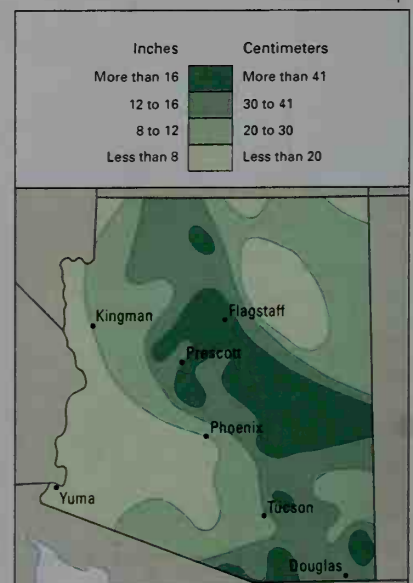 Inches Centimeters
More than 16 More than 41
12 to 16 30 to 41
8 to 12 20 to 30
Less than 8 Less than 20
Kingman
Flagstaff
Prescott
Phoenix
Yuma
Tucson
Douglas